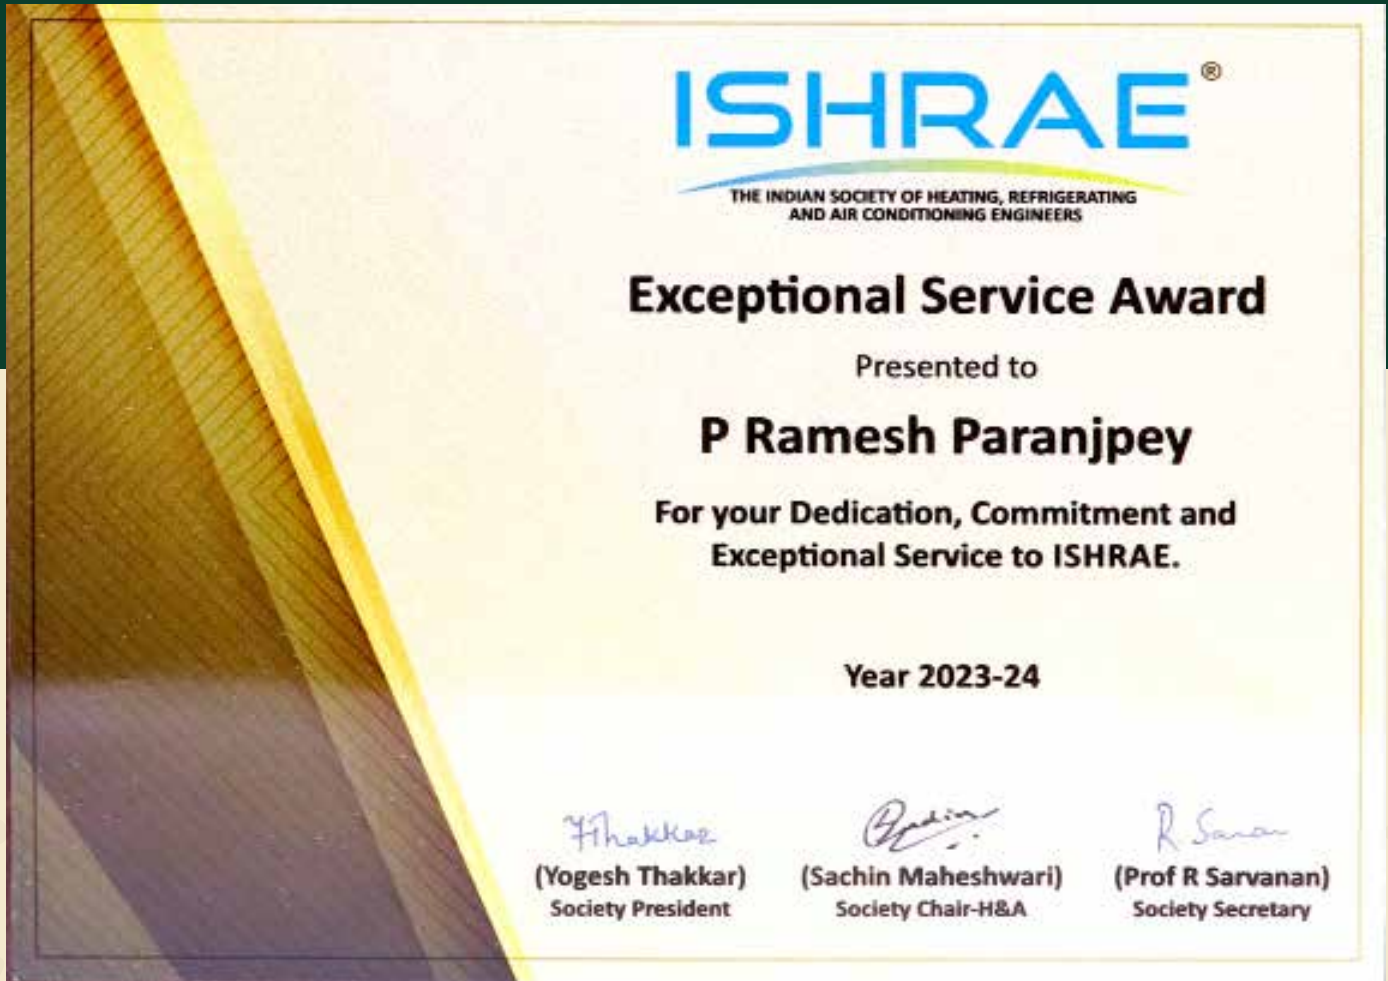 ISHRAE®
THE INDIAN SOCIETY OF HEATING, REFRIGERATING
AND AIR CONDITIONING ENGINEERS
Exceptional Service Award
Presented to
P Ramesh Paranjpey
For your Dedication, Commitment and
Exceptional Service to ISHRAE.
Year 2023-24
(Yogesh Thakkar) (Sachin Maheshwari) (Prof R Sarvanan)
Society President Society Chair-H&A Society Secretary